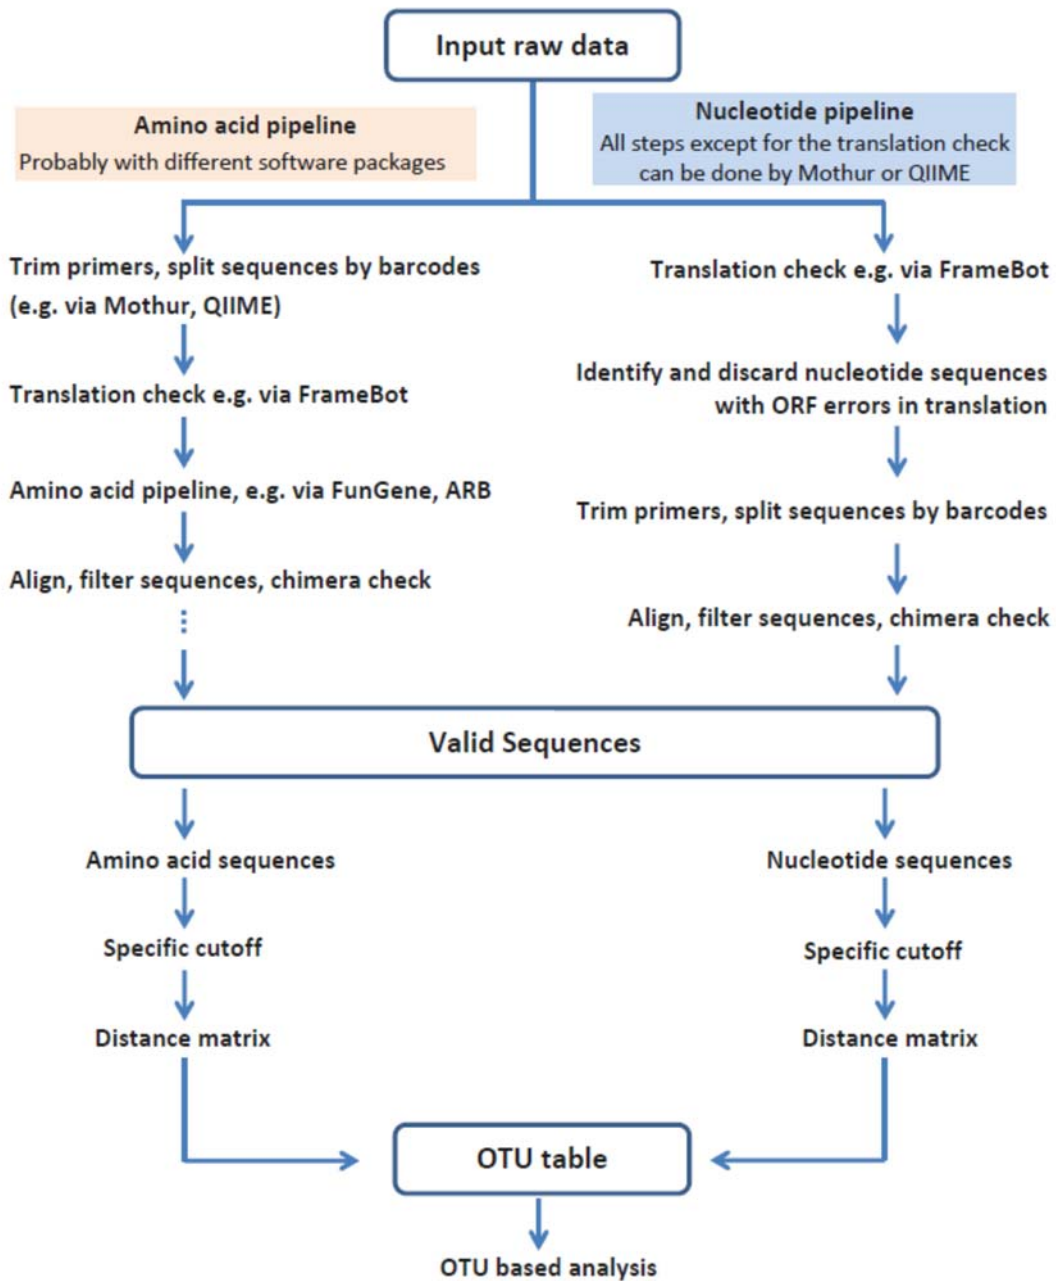 Input raw data
Amino acid pipeline
Probably with different software packages
Nucleotide pipeline
All steps except for the translation check
can be done by Mothur or QIIME
Trim primers, split sequences by barcodes
(e.g. via Mothur, QIIME)
Translation check e.g. via FrameBot
Amino acid pipeline, e.g. via FunGene, ARB
Align, filter sequences, chimera check
Translation check e.g. via FrameBot
Identify and discard nucleotide sequences
with ORF errors in translation
Trim primers, split sequences by barcodes
Align, filter sequences, chimera check
Valid Sequences
Amino acid sequences
Specific cutoff
Distance matrix
Nucleotide sequences
Specific cutoff
Distance matrix
OTU table
OTU based analysis